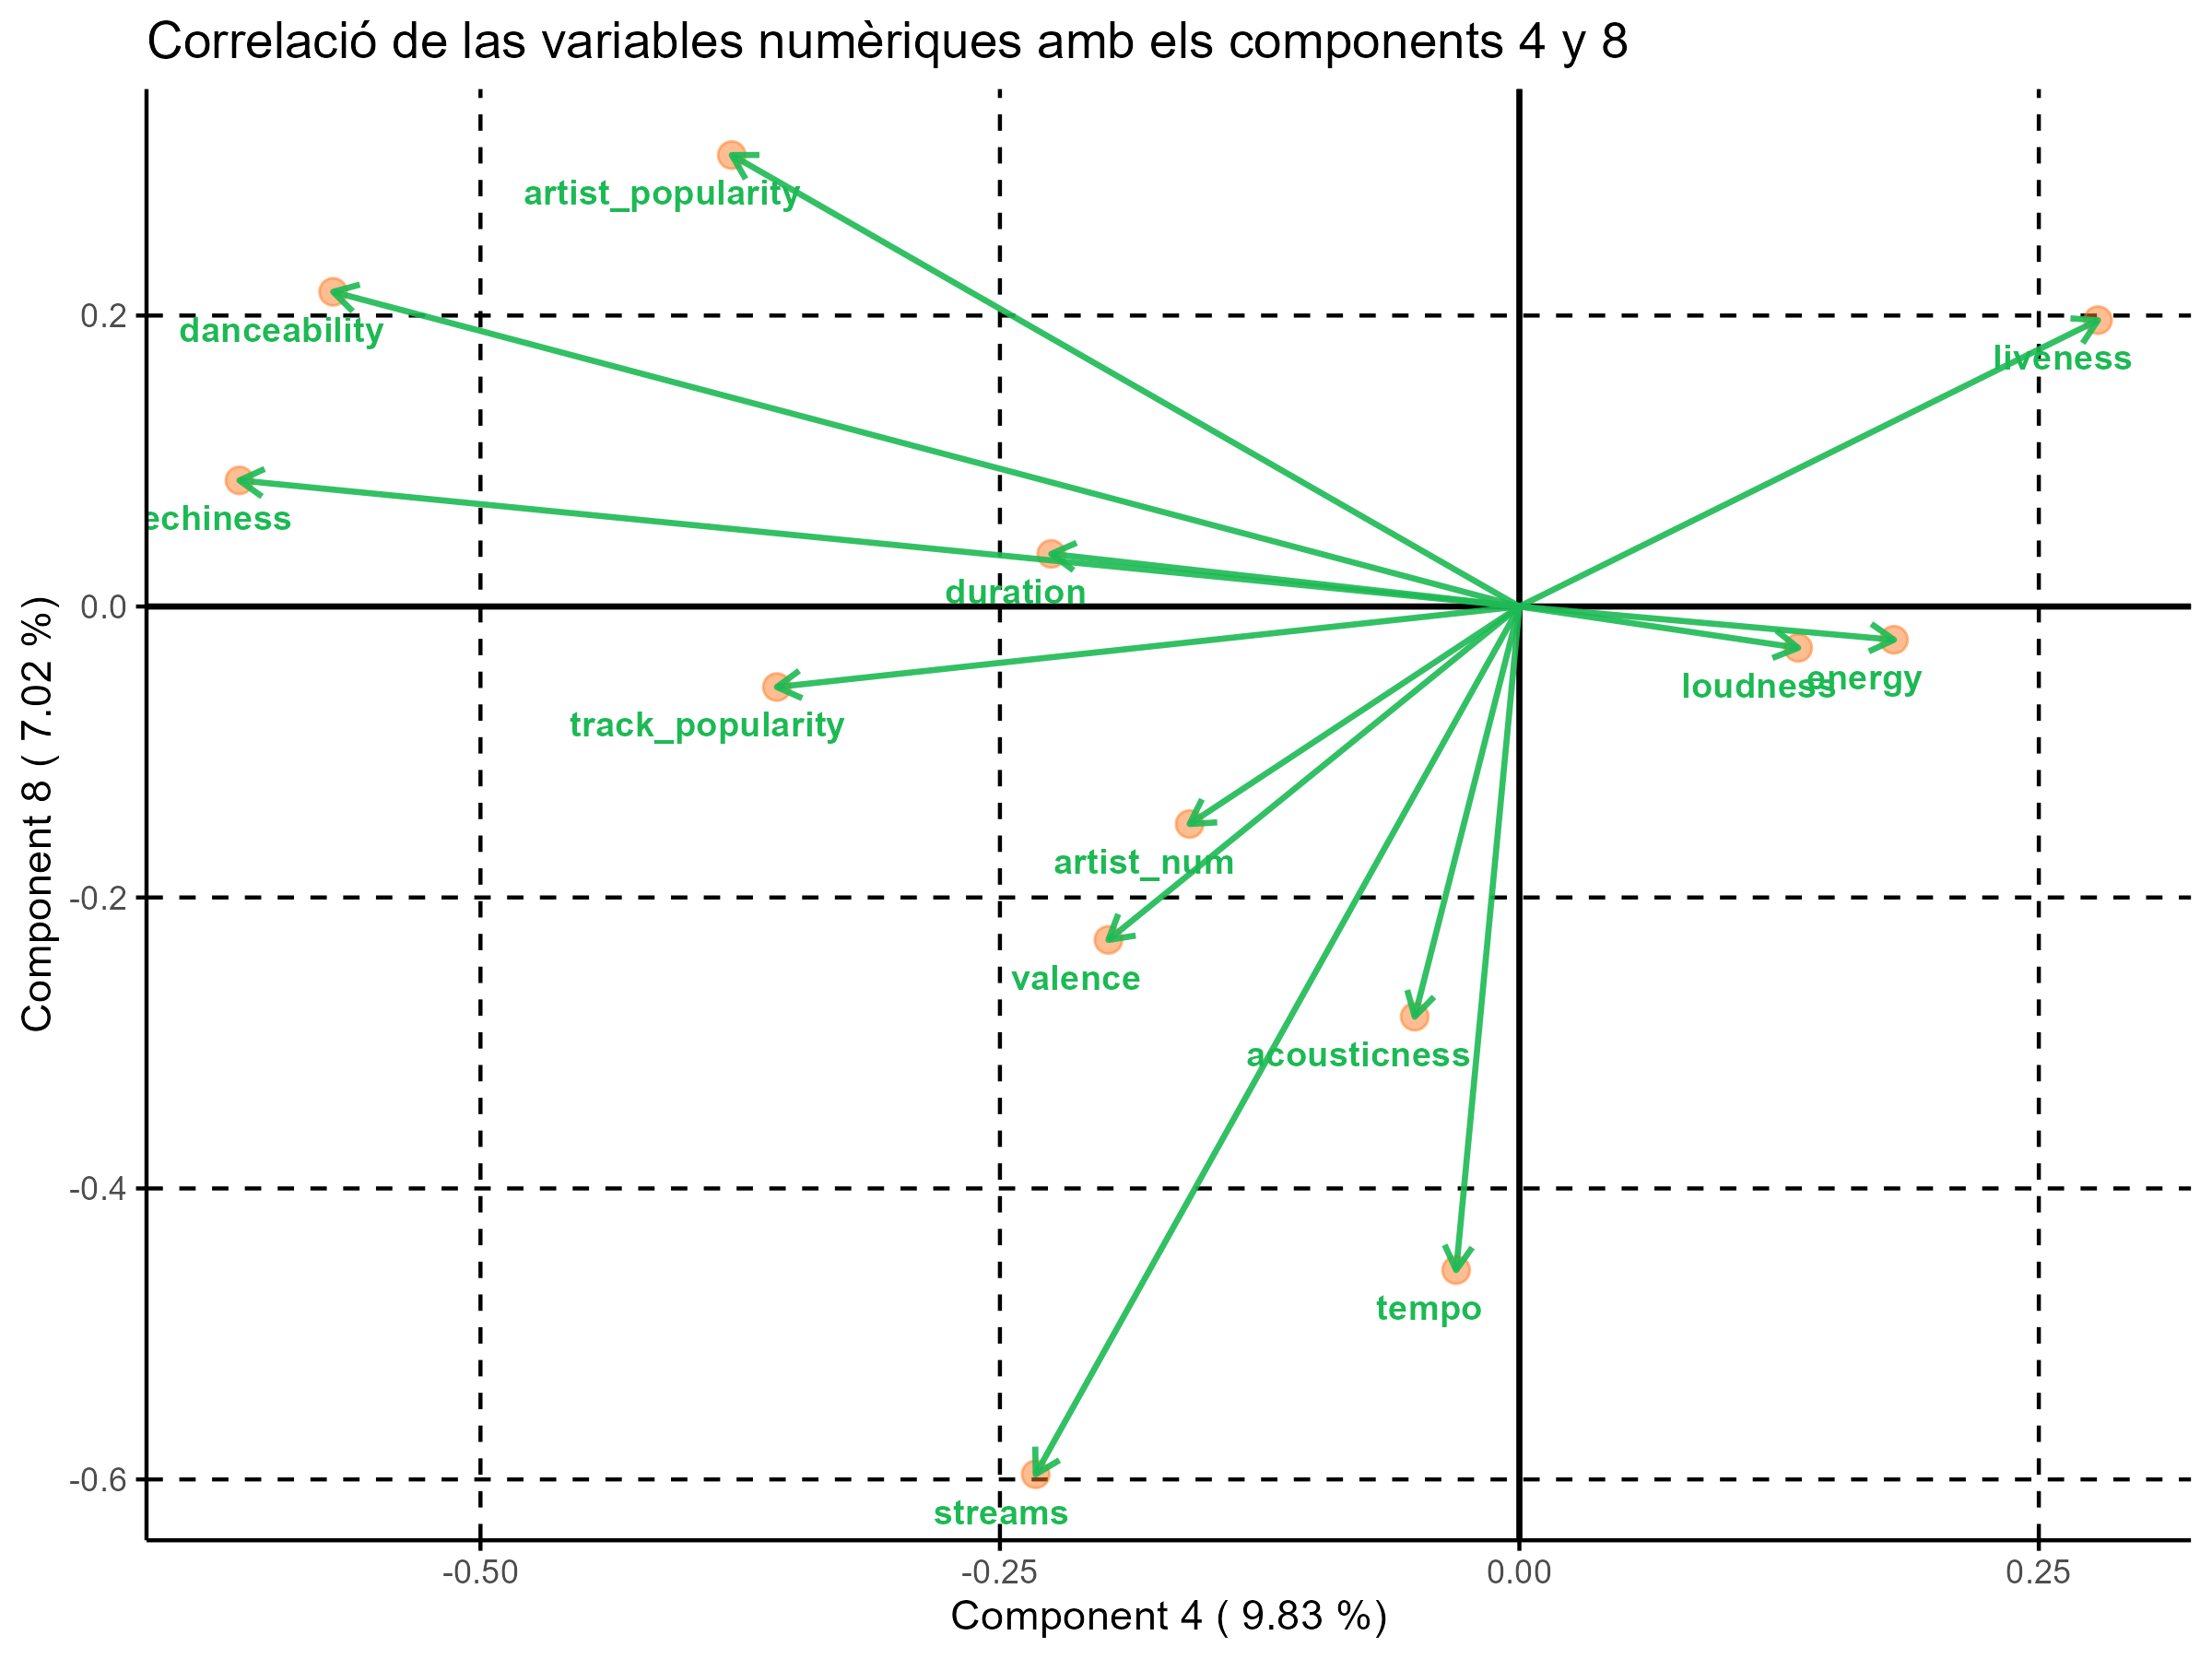 Correlació de las variables numèriques amb els components 4 y 8
artist_popularity
danceability
liveness
echiness
duration
track_popularity
loudness
energy
artist_num
valence
acousticness
tempo
streams
0.2
0.0
-0.2
-0.4
-0.6
Component 8 ( 7.02 %)
-0.50
-0.25
0.00
0.25
Component 4 ( 9.83 %)